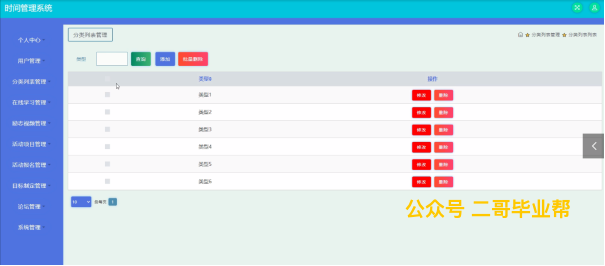 时间管理系统
个人中心
用户管理
分类列表管理
在线学习管理
励志视频管理
活动项目管理
活动报名管理
目标制定管理
论坛管理
系统管理
分类列表管理
分类列表管理 分类列表列表
类型 查询 添加 批量删除
类型 操作
类型1 修改 删除
类型2 修改 删除
类型3 修改 删除
类型4 修改 删除
类型5 修改 删除
类型6 修改 删除
10 1
公众号 二哥毕业帮